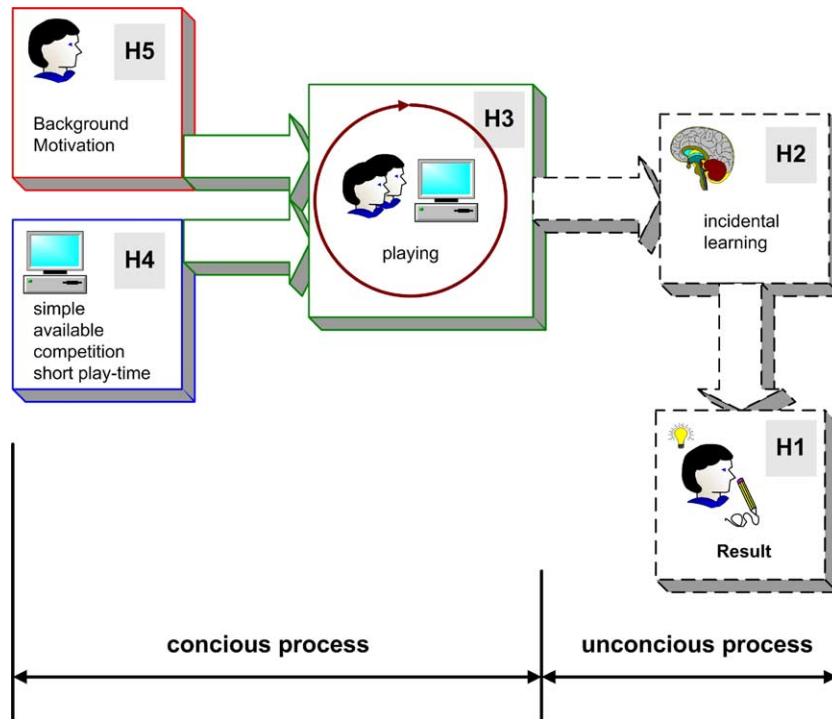 H5
Background
Motivation
H4
simple
available
competition
short play-time
H3
playing
H2
incidental
learning
H1
Result
concious process
unconcious process